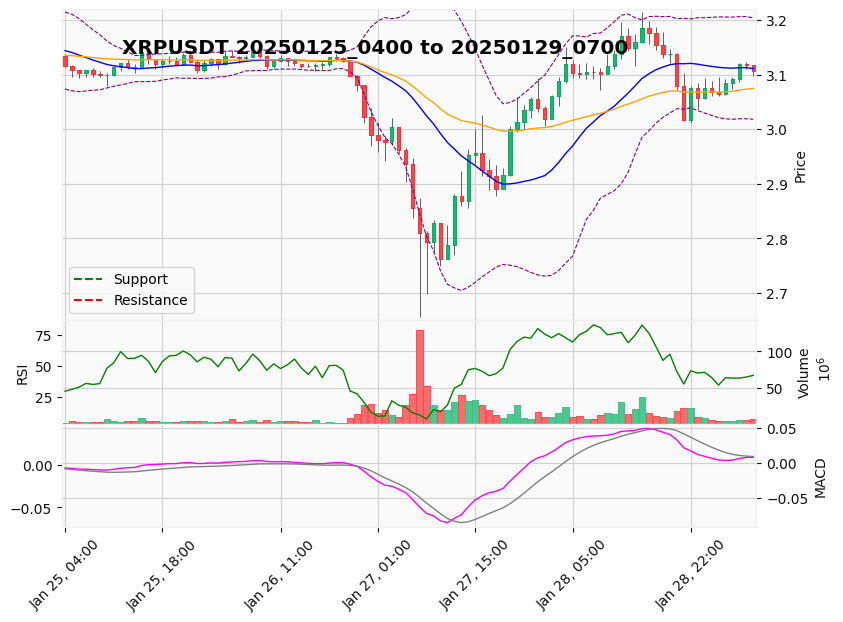 XRPUSDT 20250125_0400 to 20250129_0700
3.2
3.1
3.0
2.9
2.8
2.7
Price
Support
Resistance
75
50
25
RSI
100
50
Volume
10^6
0.00
−0.05
0.05
0.00
−0.05
MACD
Jan 25, 04:00
Jan 25, 18:00
Jan 26, 11:00
Jan 27, 01:00
Jan 27, 15:00
Jan 28, 05:00
Jan 28, 22:00